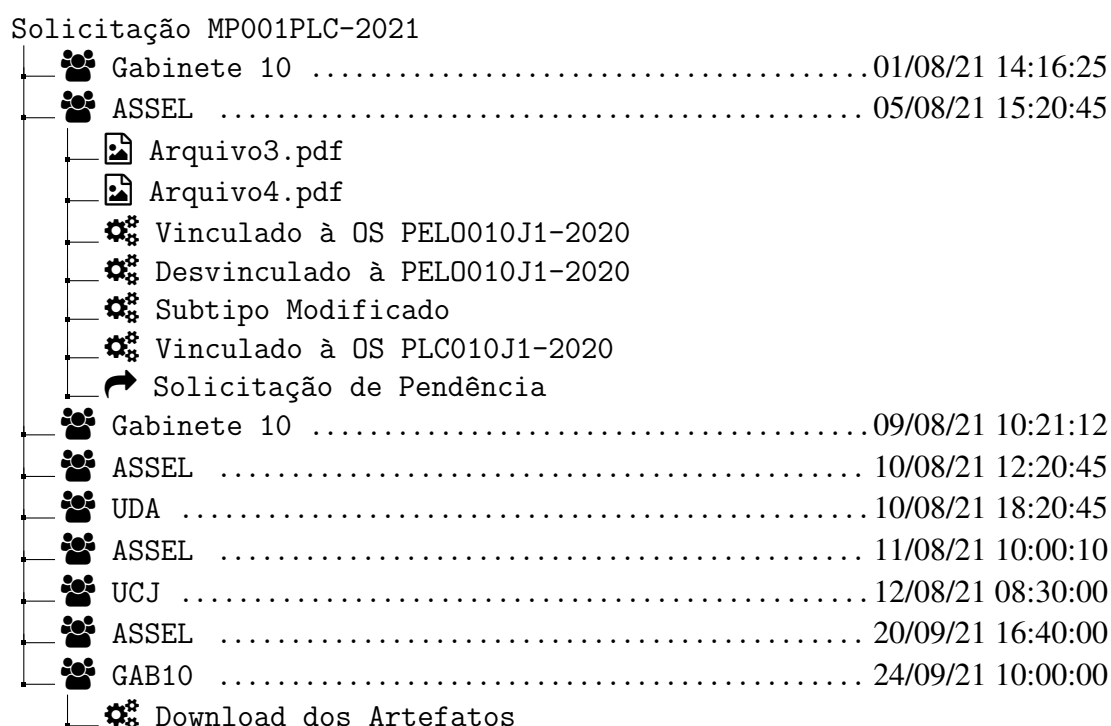 Solicitação MP001PLC-2021
Gabinete 10 ....................................... 01/08/21 14:16:25
ASSEL ............................................. 05/08/21 15:20:45
Arquivo3.pdf
Arquivo4.pdf
Vinculado à OS PELO010J1-2020
Desvinculado à PELO010J1-2020
Subtipo Modificado
Vinculado à OS PLC010J1-2020
Solicitação de Pendência
Gabinete 10 ....................................... 09/08/21 10:21:12
ASSEL ............................................. 10/08/21 12:20:45
UDA ................................................ 10/08/21 18:20:45
ASSEL ............................................. 11/08/21 10:00:10
UCJ ................................................ 12/08/21 08:30:00
ASSEL ............................................. 20/09/21 16:40:00
GAB10 ............................................. 24/09/21 10:00:00
Download dos Artefatos